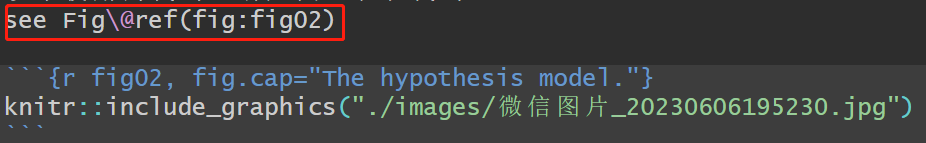 see Fig\@ref(fig:fig02)
```{r fig02, fig.cap="The hypothesis model."}
knitr::include_graphics("./images/微信图片_20230606195230.jpg")
```